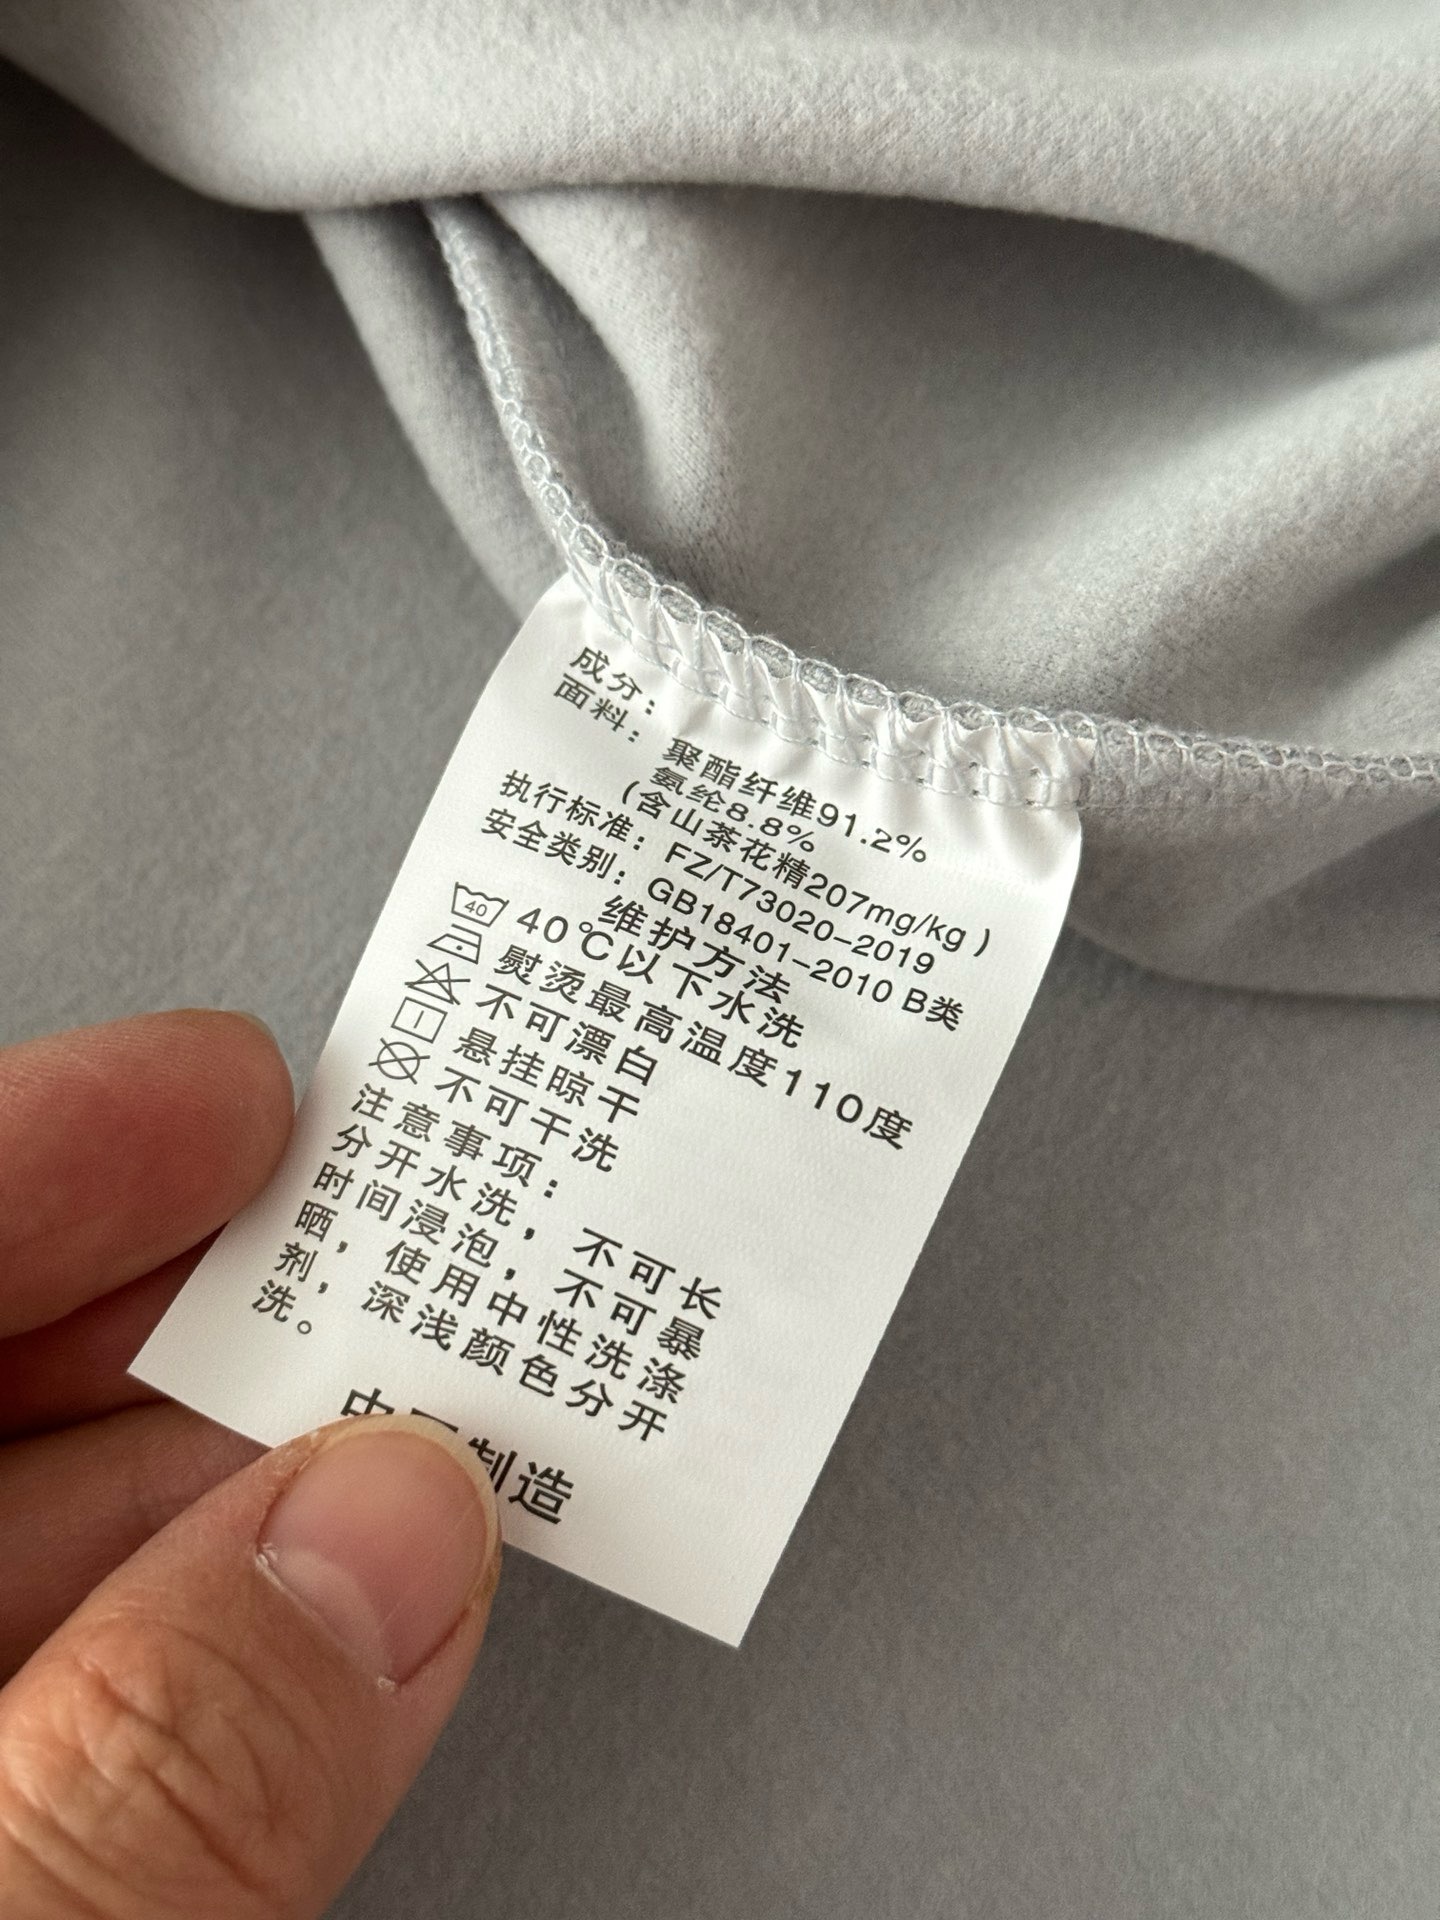 成分：
面料：
聚酯纤维91.2%
氨纶8.8%
(含山茶花精207mg/kg )
执行标准：FZ/T73020-2019
安全类别：GB18401-2010 B类
维护方法
40 40℃以下水洗
熨烫最高温度110度
不可漂白
悬挂晾干
不可干洗
注意事项：
分开水洗，不可长
时间浸泡，不可暴
晒，使用中性洗涤
剂，深浅颜色分开
洗。
中国制造